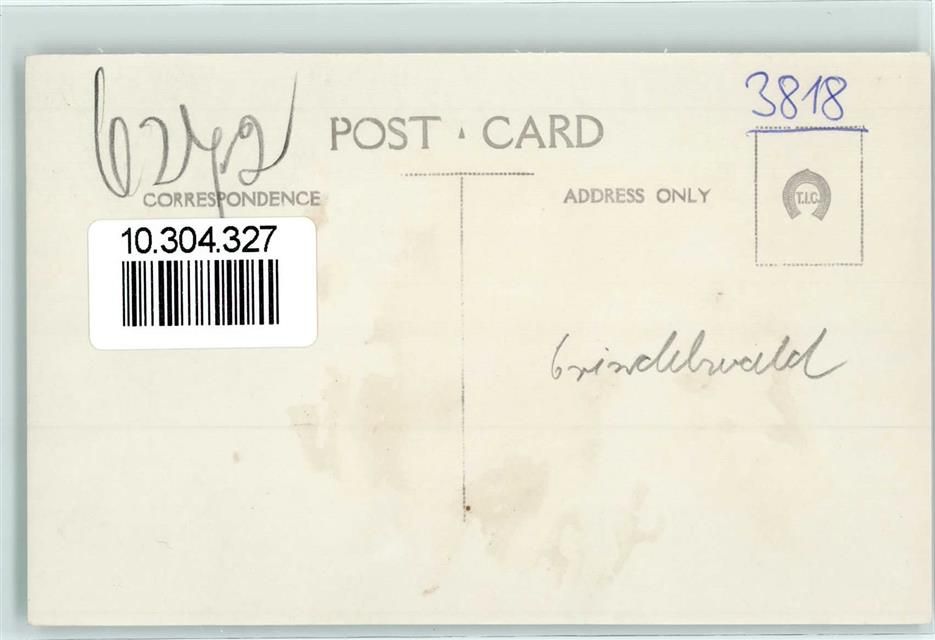 3818
POST CARD
CORRESPONDENCE
ADDRESS ONLY
T.I.C.
10.304.327
Grindelwald